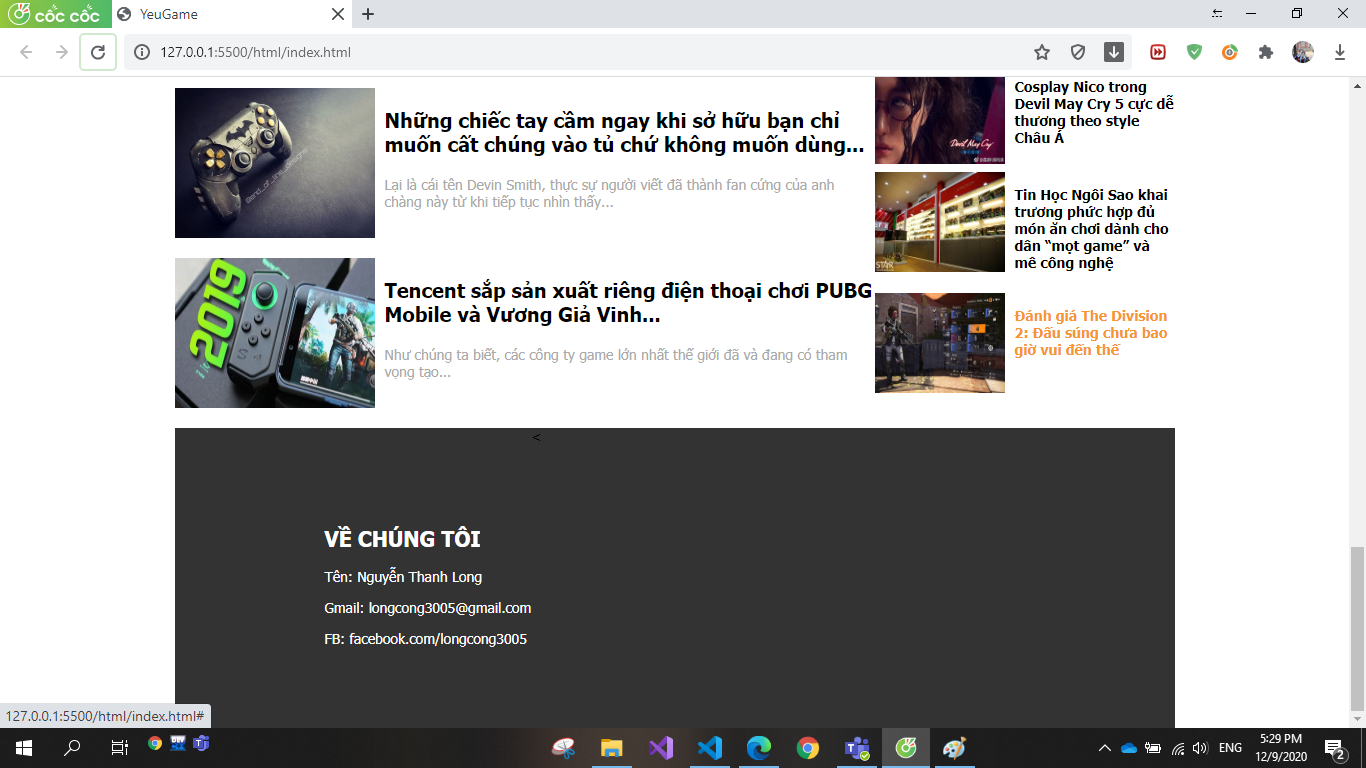 cốc cốc
YeuGame
127.0.0.1:5500/html/index.html
Những chiếc tay cầm ngay khi sở hữu bạn chỉ
muốn cất chúng vào tủ chứ không muốn dùng...
Lại là cái tên Devin Smith, thực sự người viết đã thành fan cứng của anh
chàng này từ khi tiếp tục nhìn thấy...
Tencent sắp sản xuất riêng điện thoại chơi PUBG
Mobile và Vương Giả Vinh...
Như chúng ta biết, các công ty game lớn nhất thế giới đã và đang có tham
vọng tạo...
2019
Devil May Cry
Cosplay Nico trong
Devil May Cry 5 cực dễ
thương theo style
Châu Á
STAR
Tin Học Ngôi Sao khai
trương phức hợp đủ
món ăn chơi dành cho
dân “mọt game” và
mê công nghệ
Đánh giá The Division
2: Đấu súng chưa bao
giờ vui đến thế
<
VỀ CHÚNG TÔI
Tên: Nguyễn Thanh Long
Gmail: longcong3005@gmail.com
FB: facebook.com/longcong3005
127.0.0.1:5500/html/index.html#
DEV
ENG
5:29 PM
12/9/2020
2